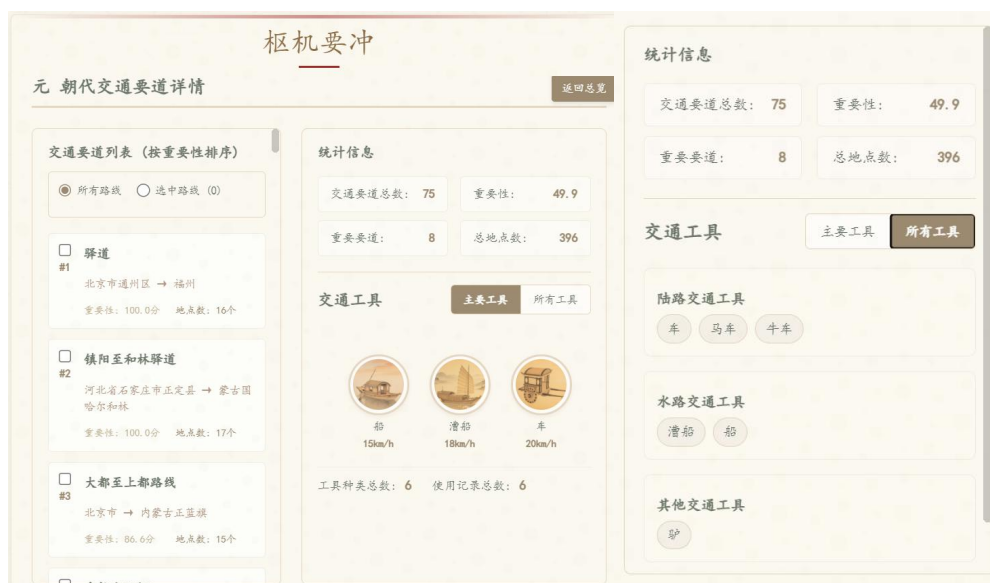 枢机要冲
元 朝代交通要道详情
返回总览
交通要道列表 (按重要性排序)
所有路线 选中路线 (0)
#1
驿道
北京市通州区 → 福州
重要性: 100.0分 地点数: 16个
#2
镇阳至和林驿道
河北省石家庄市正定县 → 蒙古国
哈尔和林
重要性: 100.0分 地点数: 17个
#3
大都至上都路线
北京市 → 内蒙古正蓝旗
重要性: 86.6分 地点数: 15个
统计信息
交通要道总数: 75 重要性: 49.9
重要要道: 8 总地点数: 396
交通工具 主要工具 所有工具
船 漕船 车
15km/h 18km/h 20km/h
工具种类总数: 6 使用记录总数: 6
统计信息
交通要道总数: 75 重要性: 49.9
重要要道: 8 总地点数: 396
交通工具 主要工具 所有工具
陆路交通工具
车 马车 牛车
水路交通工具
漕船 船
其他交通工具
驴